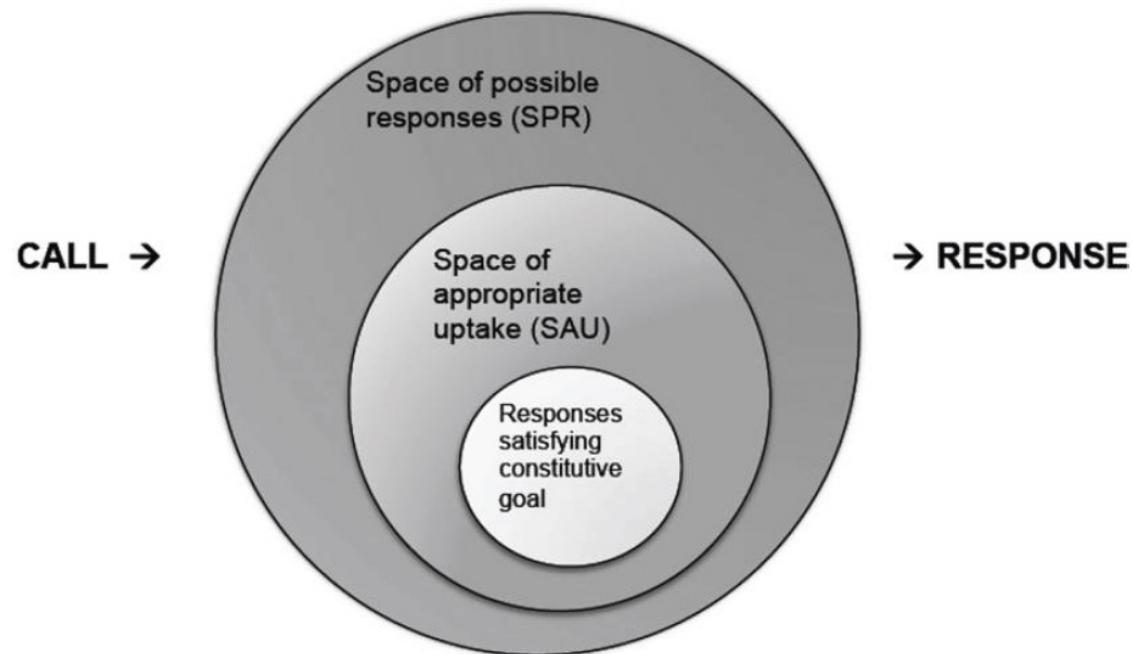 Space of possible
responses (SPR)
CALL →
→ RESPONSE
Space of
appropriate
uptake (SAU)
Responses
satisfying
constitutive
goal